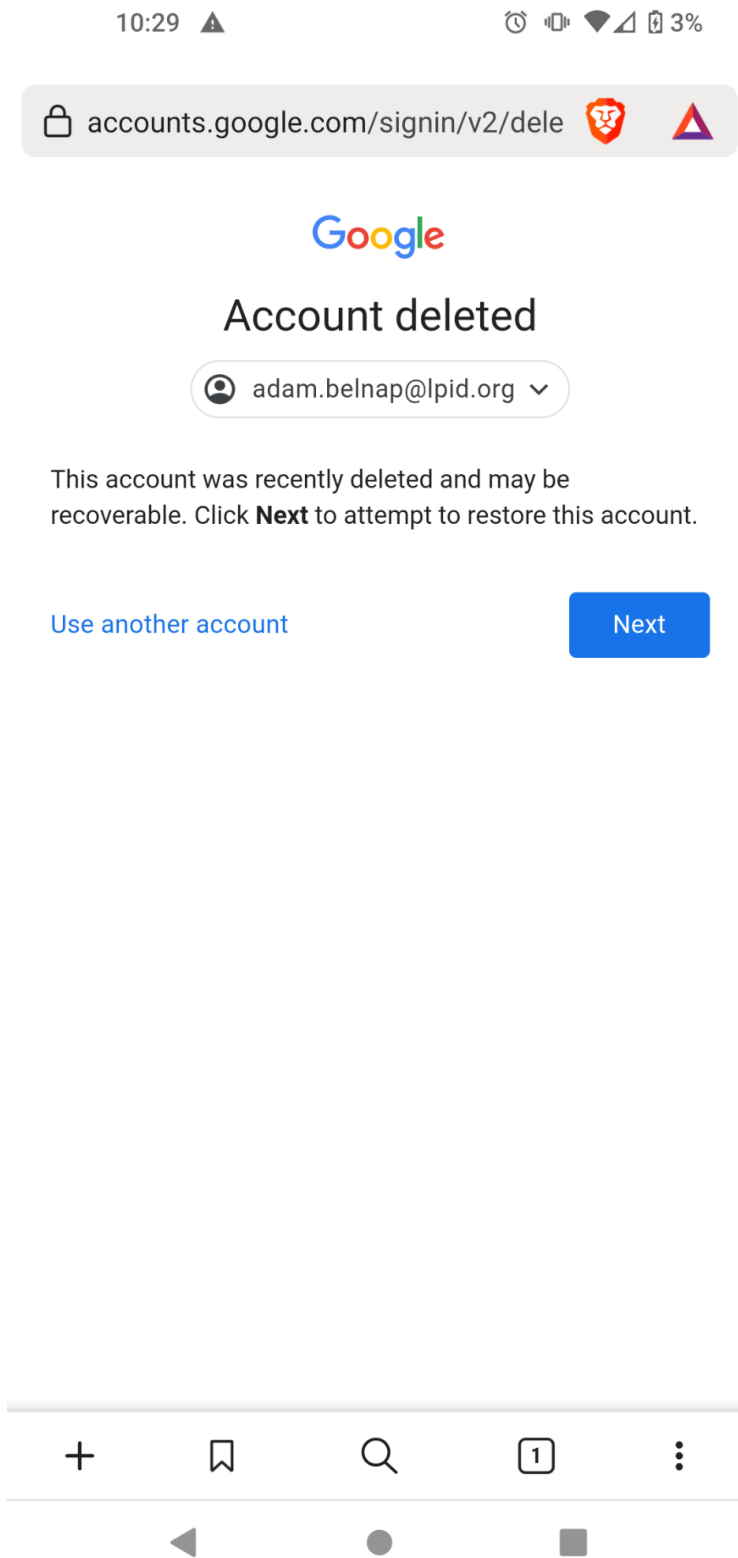 10:29 3%
accounts.google.com/signin/v2/dele
Google
Account deleted
adam.belnap@lpid.org
This account was recently deleted and may be
recoverable. Click Next to attempt to restore this account.
Use another account Next
1